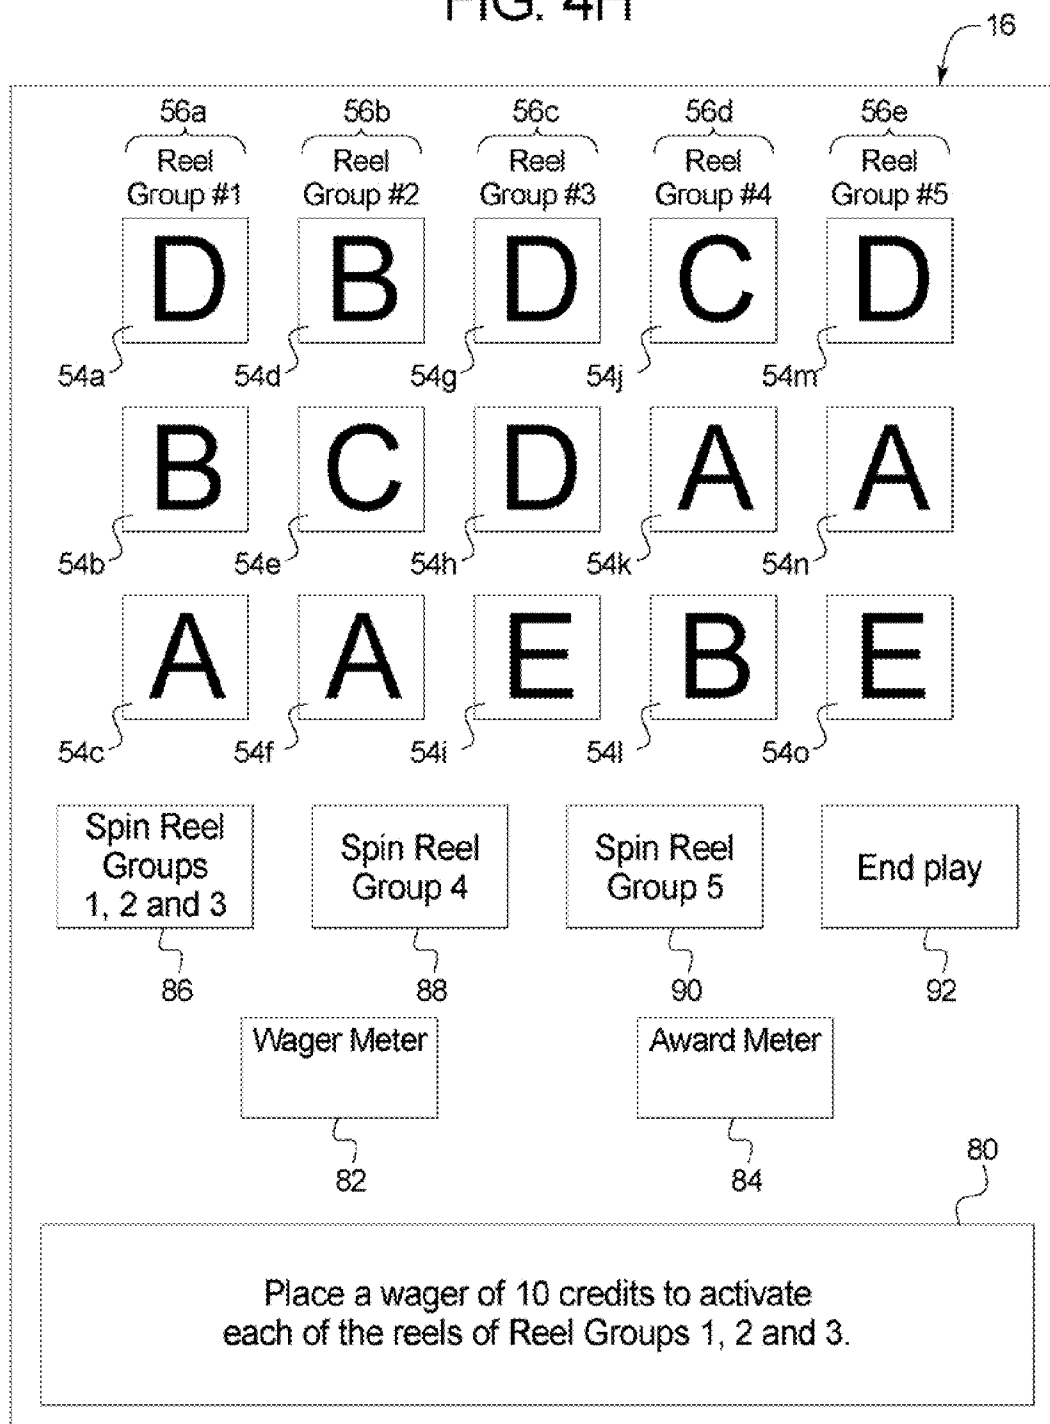 FIG. 4H
16
56a 56b 56c 56d 56e
Reel Reel Reel Reel Reel
Group #1 Group #2 Group #3 Group #4 Group #5
D B D C D
54a 54d 54g 54j 54m
B C D A A
54b 54e 54h 54k 54n
A A E B E
54c 54f 54i 54l 54o
Spin Reel
Groups
1, 2 and 3
Spin Reel
Group 4
Spin Reel
Group 5
End play
86 88 90 92
Wager Meter Award Meter
82 84
80
Place a wager of 10 credits to activate
each of the reels of Reel Groups 1, 2 and 3.